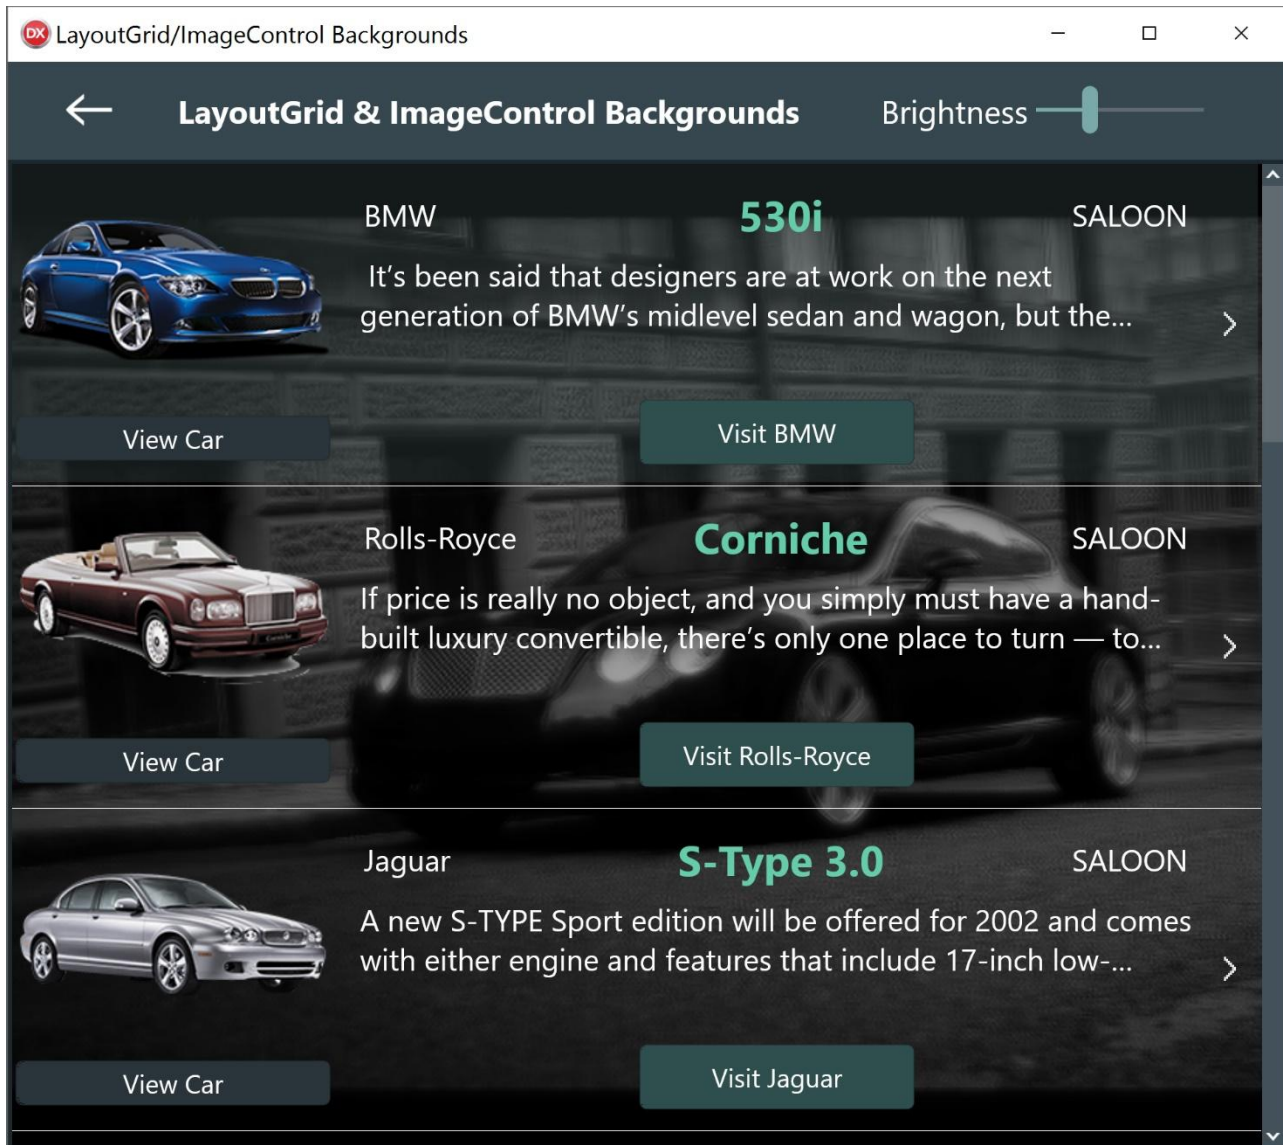 DX LayoutGrid/ImageControl Backgrounds
LayoutGrid & ImageControl Backgrounds Brightness
BMW 530i SALOON
It’s been said that designers are at work on the next
generation of BMW’s midlevel sedan and wagon, but the...
View Car Visit BMW
Rolls-Royce Corniche SALOON
If price is really no object, and you simply must have a hand-
built luxury convertible, there’s only one place to turn — to...
Corniche
View Car Visit Rolls-Royce
Jaguar S-Type 3.0 SALOON
A new S-TYPE Sport edition will be offered for 2002 and comes
with either engine and features that include 17-inch low-...
View Car Visit Jaguar